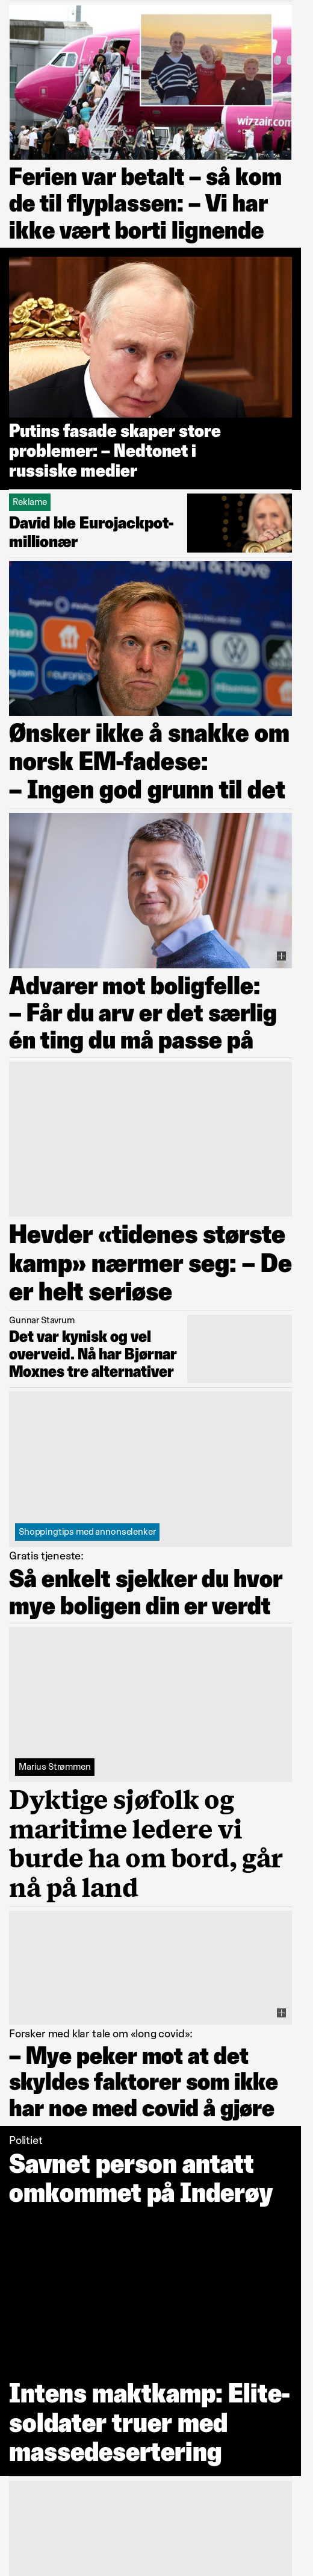 wizzair.com
Ferien var betalt – så kom
de til flyplassen: – Vi har
ikke vært borti lignende
Putins fasade skaper store
problemer: – Nedtonet i
russiske medier
Reklame
David ble Eurojackpot-
millionær
Ønsker ikke å snakke om
norsk EM-fadese:
– Ingen god grunn til det
Advarer mot boligfelle:
– Får du arv er det særlig
én ting du må passe på
Hevder «tidenes største
kamp» nærmer seg: – De
er helt seriøse
Gunnar Stavrum
Det var kynisk og vel
overveid. Nå har Bjørnar
Moxnes tre alternativer
Shoppingtips med annonselenker
Gratis tjeneste:
Så enkelt sjekker du hvor
mye boligen din er verdt
Marius Strømmen
Dyktige sjøfolk og
maritime ledere vi
burde ha om bord, går
nå på land
Forsker med klar tale om «long covid»:
– Mye peker mot at det
skyldes faktorer som ikke
har noe med covid å gjøre
Politiet
Savnet person antatt
omkommet på Inderøy
Intens maktkamp: Elite-
soldater truer med
massedesertering